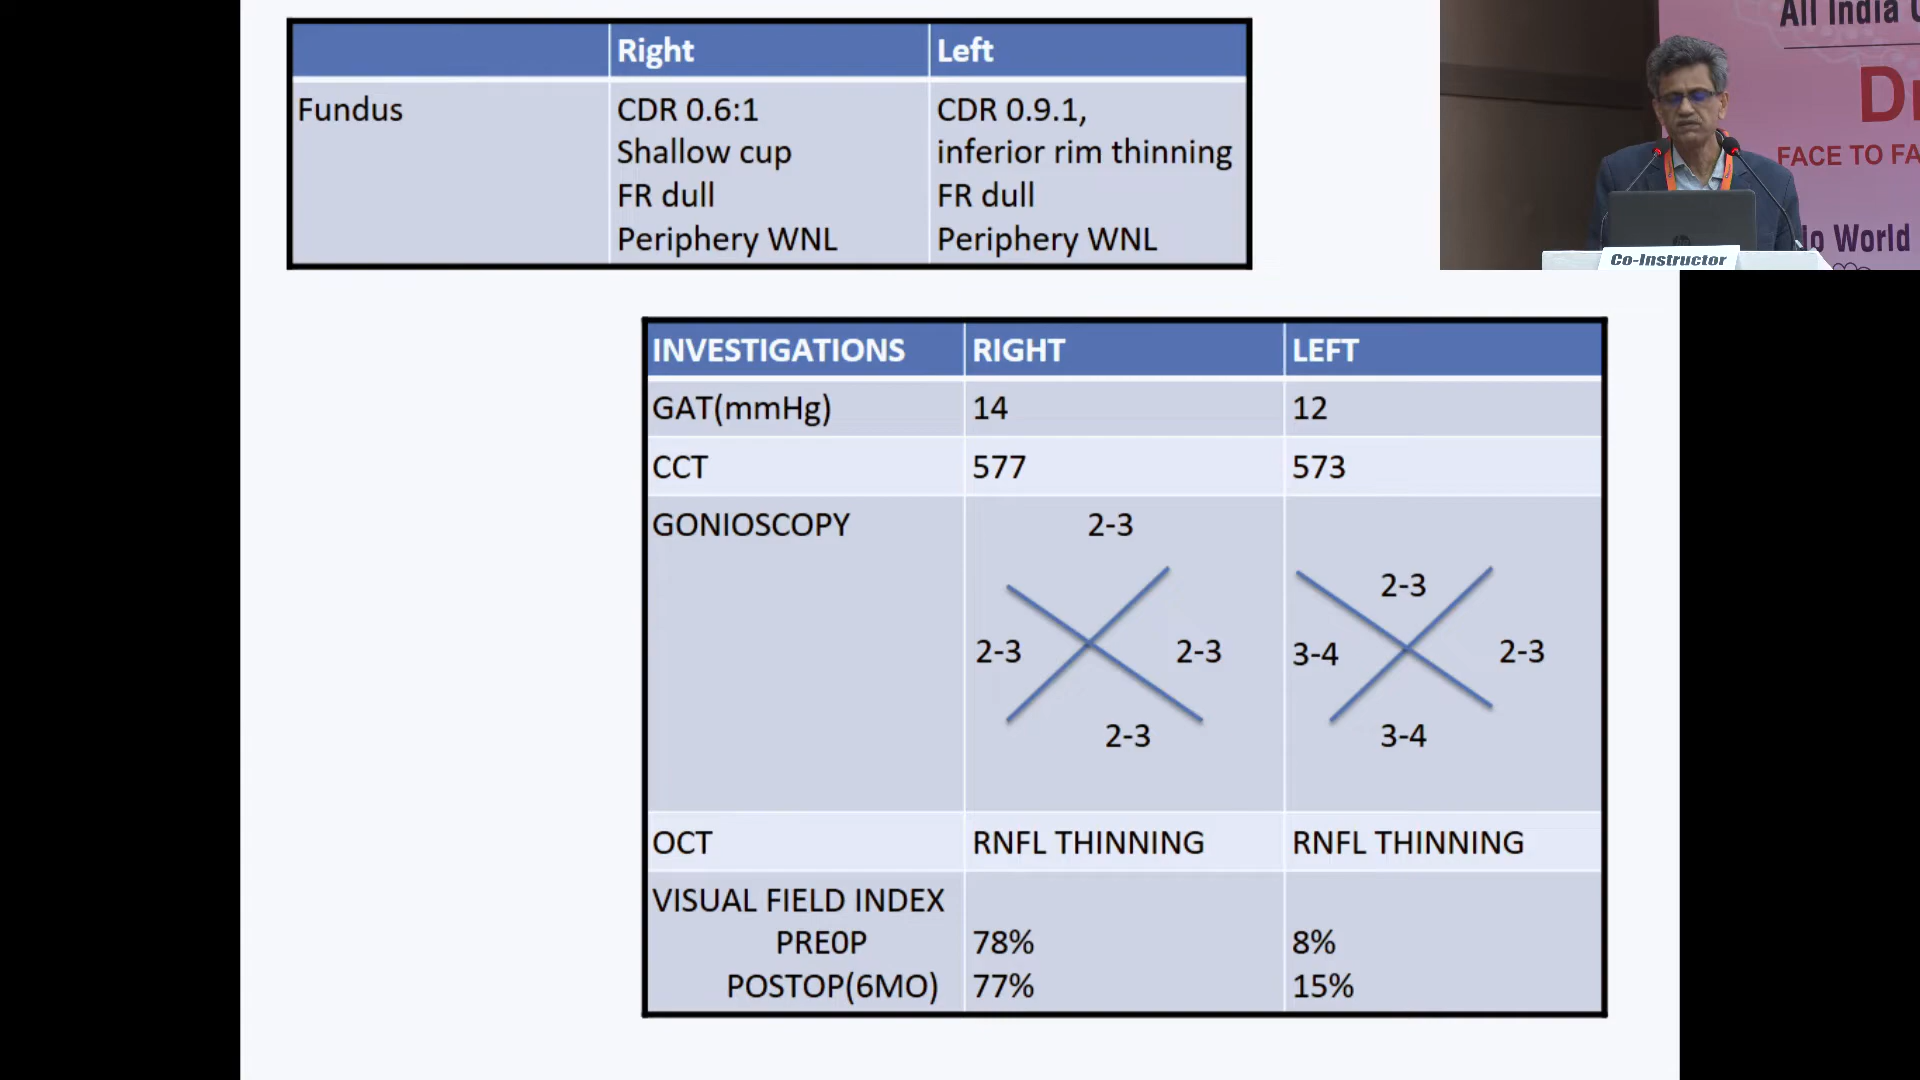 Right Left
Fundus CDR 0.6:1 CDR 0.9.1,
Shallow cup inferior rim thinning
FR dull FR dull
Periphery WNL Periphery WNL
All India
D
FACE TO FA
lo World
Co-Instructor
INVESTIGATIONS RIGHT LEFT
GAT(mmHg) 14 12
CCT 577 573
GONIOSCOPY 2-3
2-3
2-3 2-3 3-4 2-3
2-3 3-4
OCT RNFL THINNING RNFL THINNING
VISUAL FIELD INDEX
PRE0P 78% 8%
POSTOP(6MO) 77% 15%